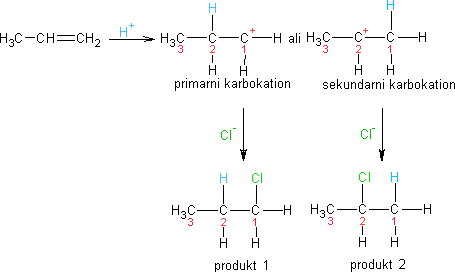 H H
H₃C—CH=CH₂ H⁺ H₃C C C⁺ H ali H₃C C⁺ C H
3 2 1 3 2 1
H H H H
primarni karbokation sekundarni karbokation
Cl⁻ Cl⁻
H Cl Cl H
H₃C C C H H₃C C C H
3 2 1 3 2 1
H H H H
produkt 1 produkt 2